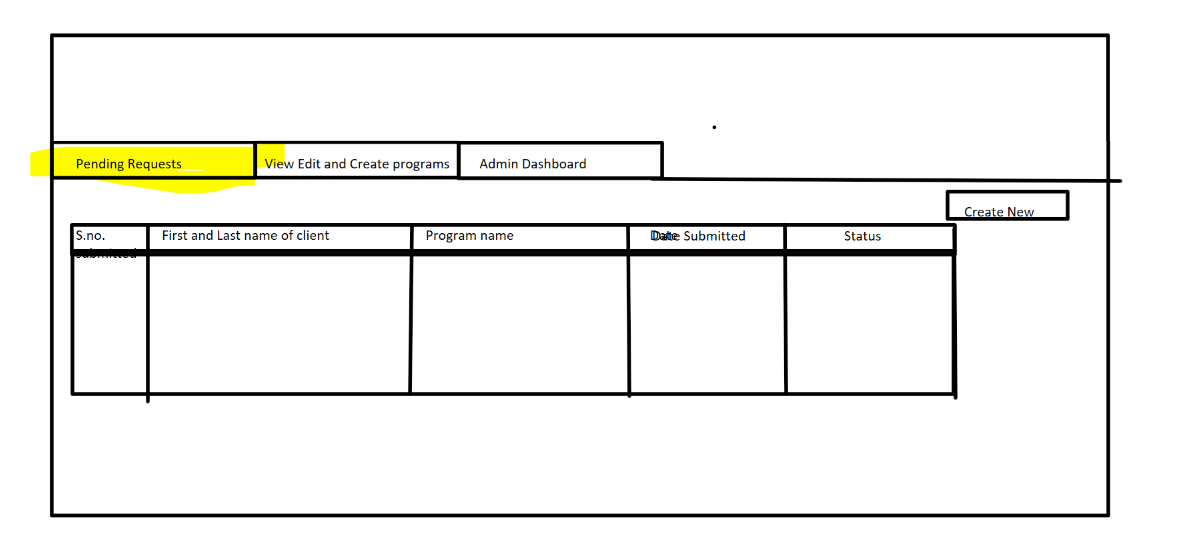 Pending Requests
View Edit and Create programs
Admin Dashboard
Create New
S.no.
First and Last name of client
Program name
Date Submitted
Status
submitted